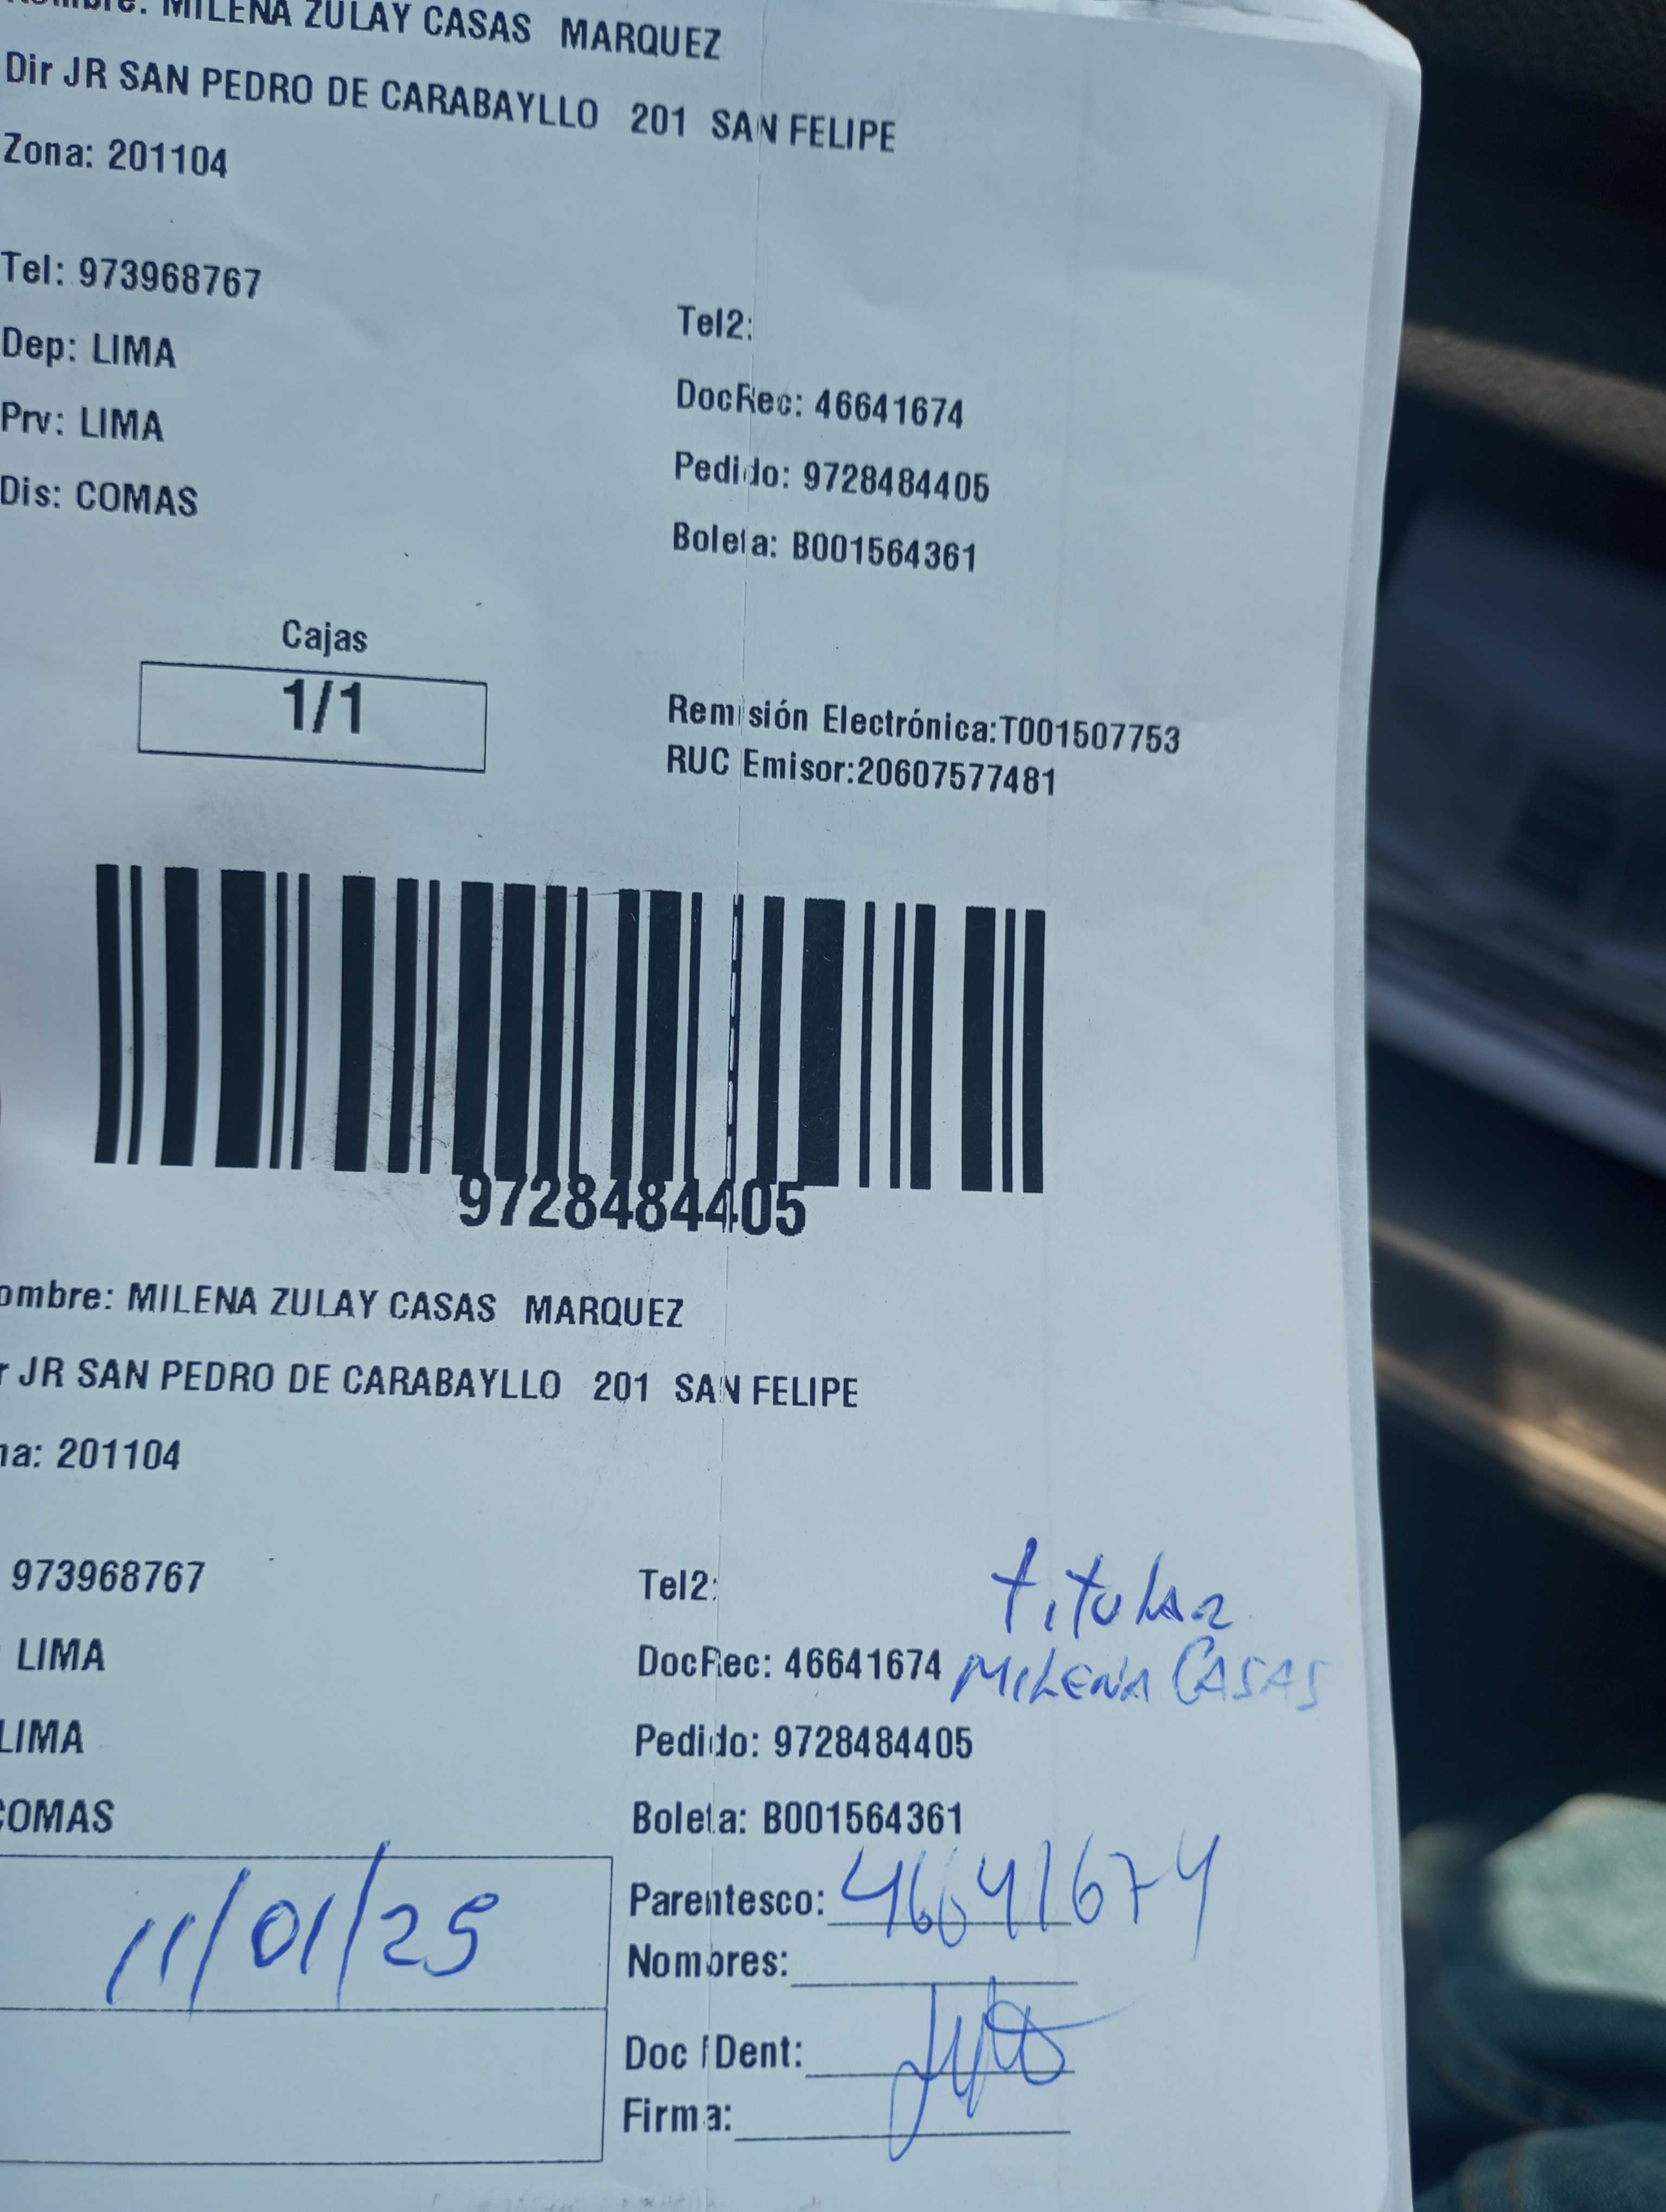 Nombre: MILENA ZULAY CASAS MARQUEZ
Dir JR SAN PEDRO DE CARABAYLLO 201 SAN FELIPE
Zona: 201104
Tel: 973968767
Tel2:
Dep: LIMA
DocRec: 46641674
Prv: LIMA
Pedido: 9728484405
Dis: COMAS
Boleta: B001564361
Cajas
1/1
Remisión Electrónica:T001507753
RUC Emisor:20607577481
9728484405
ombre: MILENA ZULAY CASAS MARQUEZ
r JR SAN PEDRO DE CARABAYLLO 201 SAN FELIPE
na: 201104
973968767
Tel2:
titular
LIMA
DocRec: 46641674 MILENA CASAS
LIMA
Pedido: 9728484405
COMAS
Boleta: B001564361
11/01/25
Parentesco: 46641674
Nombres:
Doc IDent:
Firma: